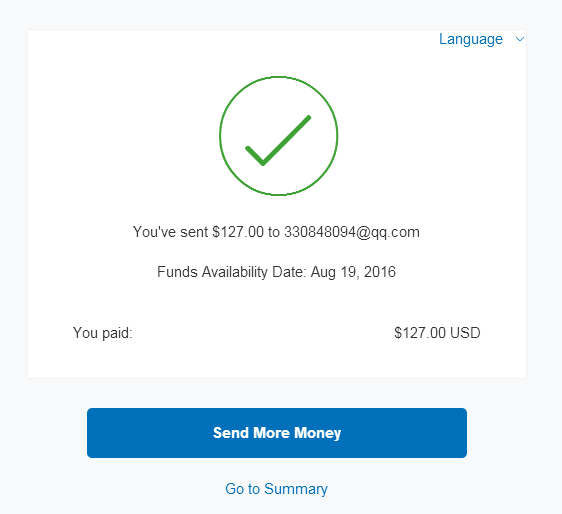 Language
You've sent $127.00 to 330848094@qq.com
Funds Availability Date: Aug 19, 2016
You paid: $127.00 USD
Send More Money
Go to Summary